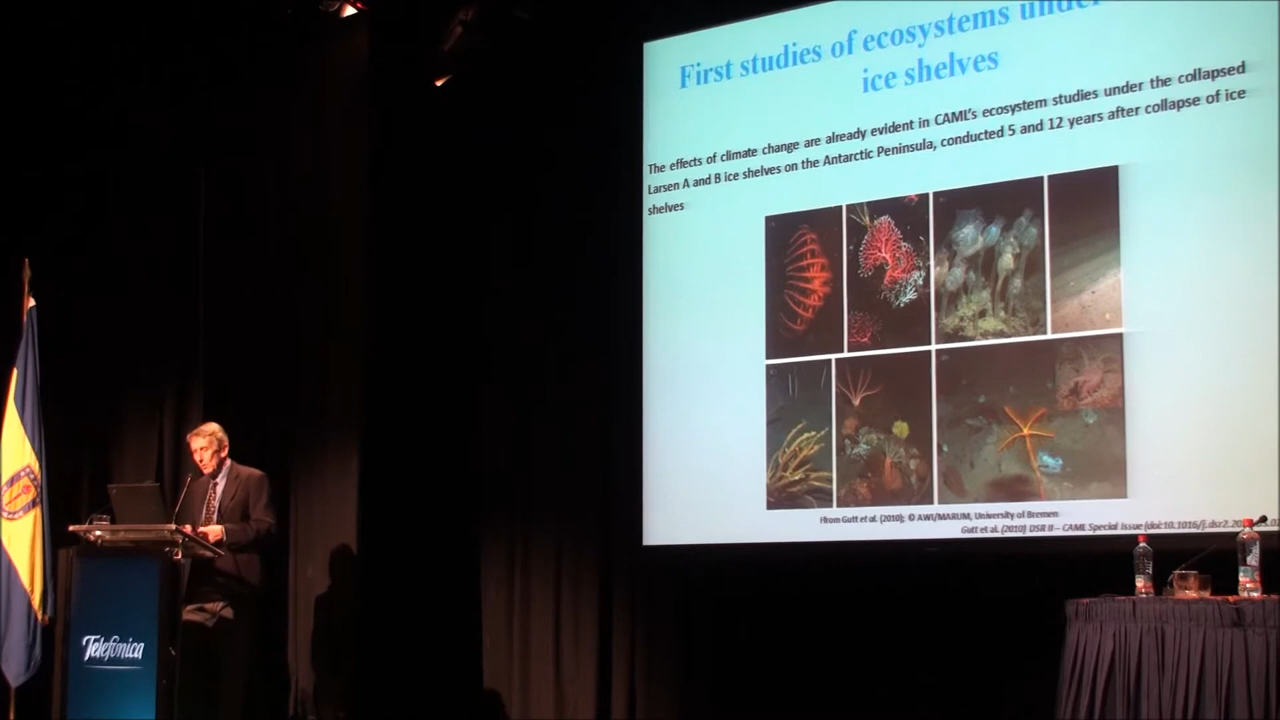 First studies of ecosystems under
ice shelves
The effects of climate change are already evident in CAML's ecosystem studies under the collapsed
Larsen A and B ice shelves on the Antarctic Peninsula, conducted 5 and 12 years after collapse of ice
shelves
From Gutt et al. (2010); © AWI/MARUM, University of Bremen
Gutt et al. (2010) DSR II – CAML Special Issue (doi:10.1016/j.dsr2.20
Telefónica